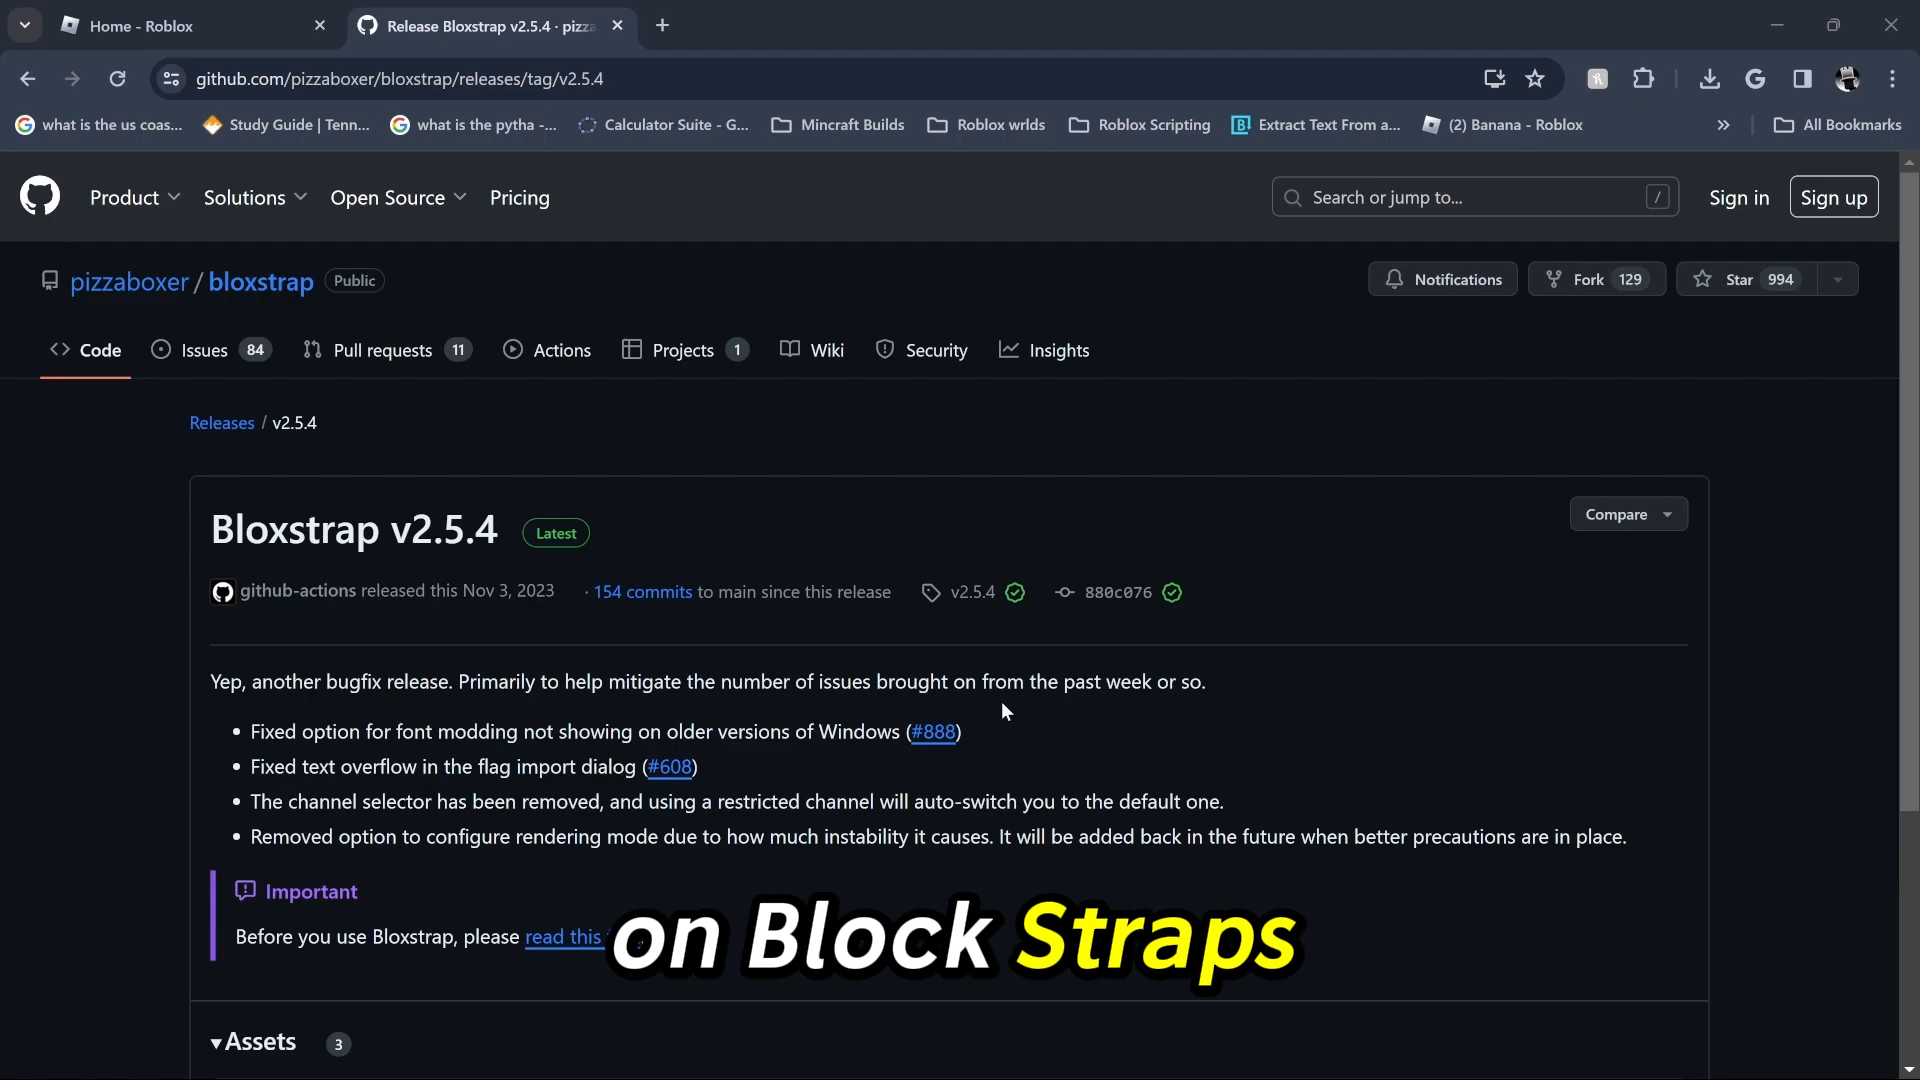 Home - Roblox
Release Bloxstrap v2.5.4 · pizza
github.com/pizzaboxer/bloxstrap/releases/tag/v2.5.4
what is the us coas...
Study Guide | Tenn...
what is the pytha -...
Calculator Suite - G...
Mincraft Builds
Roblox wrlds
Roblox Scripting
Extract Text From a...
(2) Banana - Roblox
All Bookmarks
Product
Solutions
Open Source
Pricing
Search or jump to...
/
Sign in
Sign up
pizzaboxer / bloxstrap
Public
Notifications
Fork 129
Star 994
Code
Issues 84
Pull requests 11
Actions
Projects 1
Wiki
Security
Insights
Releases / v2.5.4
Bloxstrap v2.5.4
Latest
Compare
github-actions released this Nov 3, 2023
· 154 commits to main since this release
v2.5.4
880c076
Yep, another bugfix release. Primarily to help mitigate the number of issues brought on from the past week or so.
• Fixed option for font modding not showing on older versions of Windows (#888)
• Fixed text overflow in the flag import dialog (#608)
• The channel selector has been removed, and using a restricted channel will auto-switch you to the default one.
• Removed option to configure rendering mode due to how much instability it causes. It will be added back in the future when better precautions are in place.
Important
Before you use Bloxstrap, please read this
on Block Straps
Assets 3